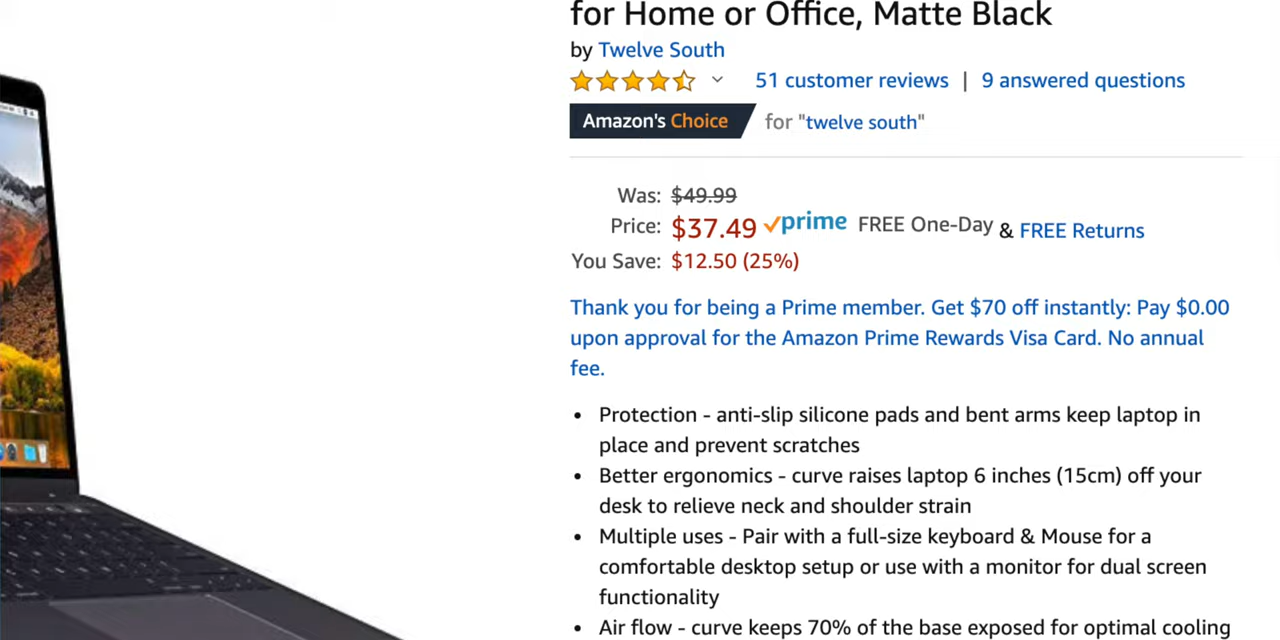 for Home or Office, Matte Black
by Twelve South
51 customer reviews | 9 answered questions
Amazon's Choice for "twelve south"
Was: $49.99
Price: $37.49 prime FREE One-Day & FREE Returns
You Save: $12.50 (25%)
Thank you for being a Prime member. Get $70 off instantly: Pay $0.00
upon approval for the Amazon Prime Rewards Visa Card. No annual
fee.
• Protection - anti-slip silicone pads and bent arms keep laptop in
place and prevent scratches
• Better ergonomics - curve raises laptop 6 inches (15cm) off your
desk to relieve neck and shoulder strain
• Multiple uses - Pair with a full-size keyboard & Mouse for a
comfortable desktop setup or use with a monitor for dual screen
functionality
• Air flow - curve keeps 70% of the base exposed for optimal cooling